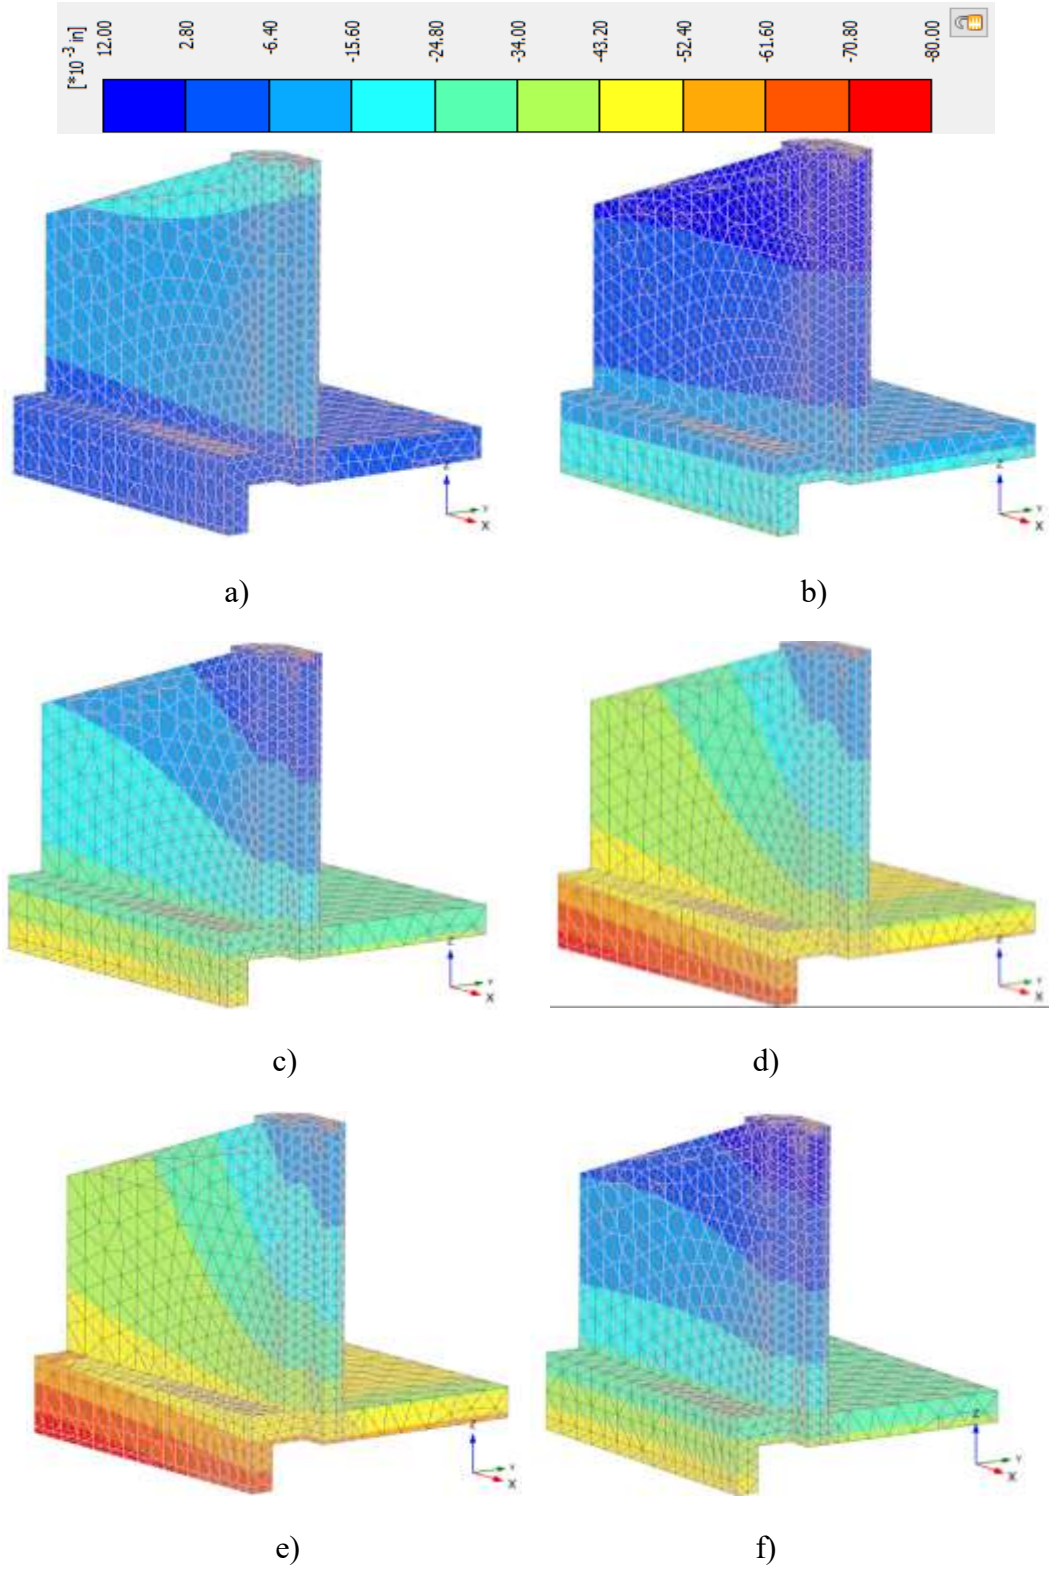 [*10⁻³ in]
12.00
2.80
-6.40
-15.60
-24.80
-34.00
-43.20
-52.40
-61.60
-70.80
-80.00
Z
Y
X
Z
Y
X
a)
b)
Z
Y
X
Z
Y
X
c)
d)
Z
Y
X
Z
Y
X
e)
f)